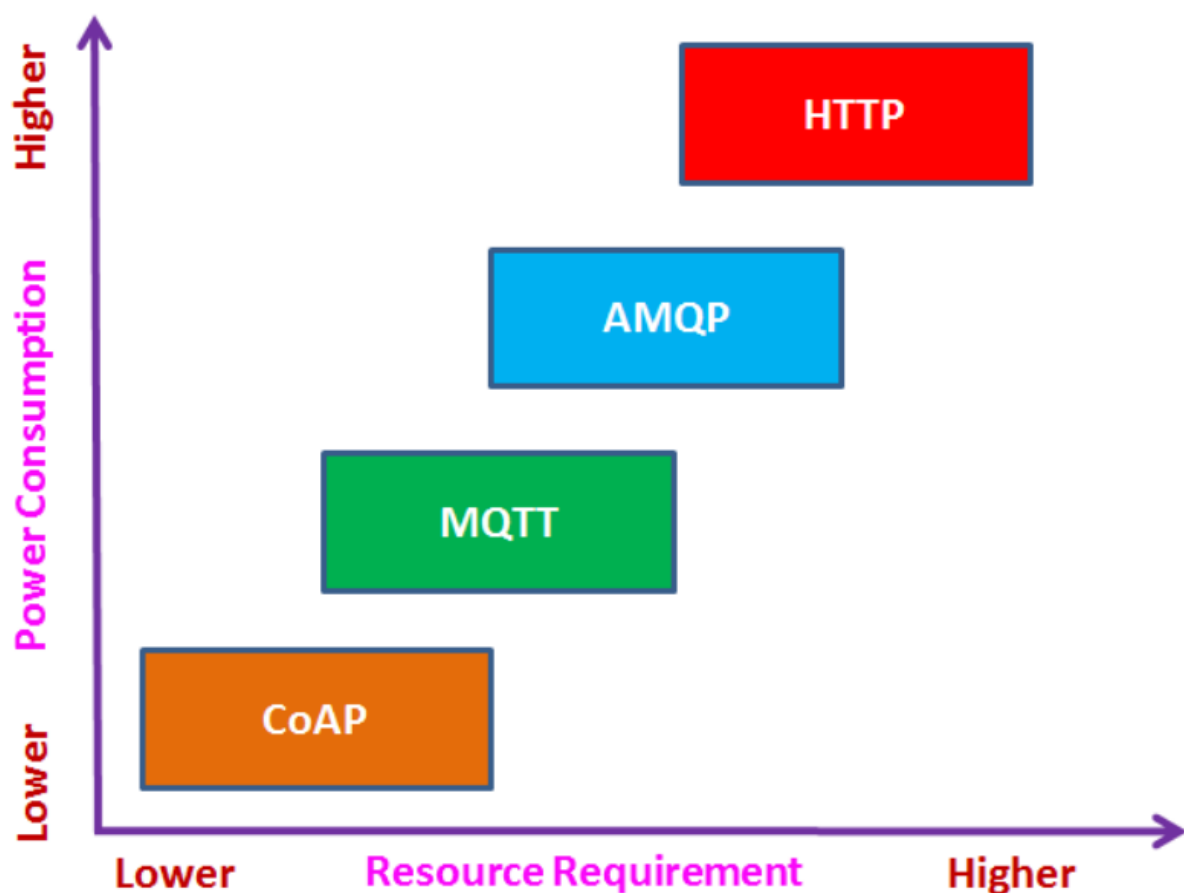 Higher
HTTP
AMQP
Power Consumption
MQTT
CoAP
Lower
Lower Resource Requirement Higher